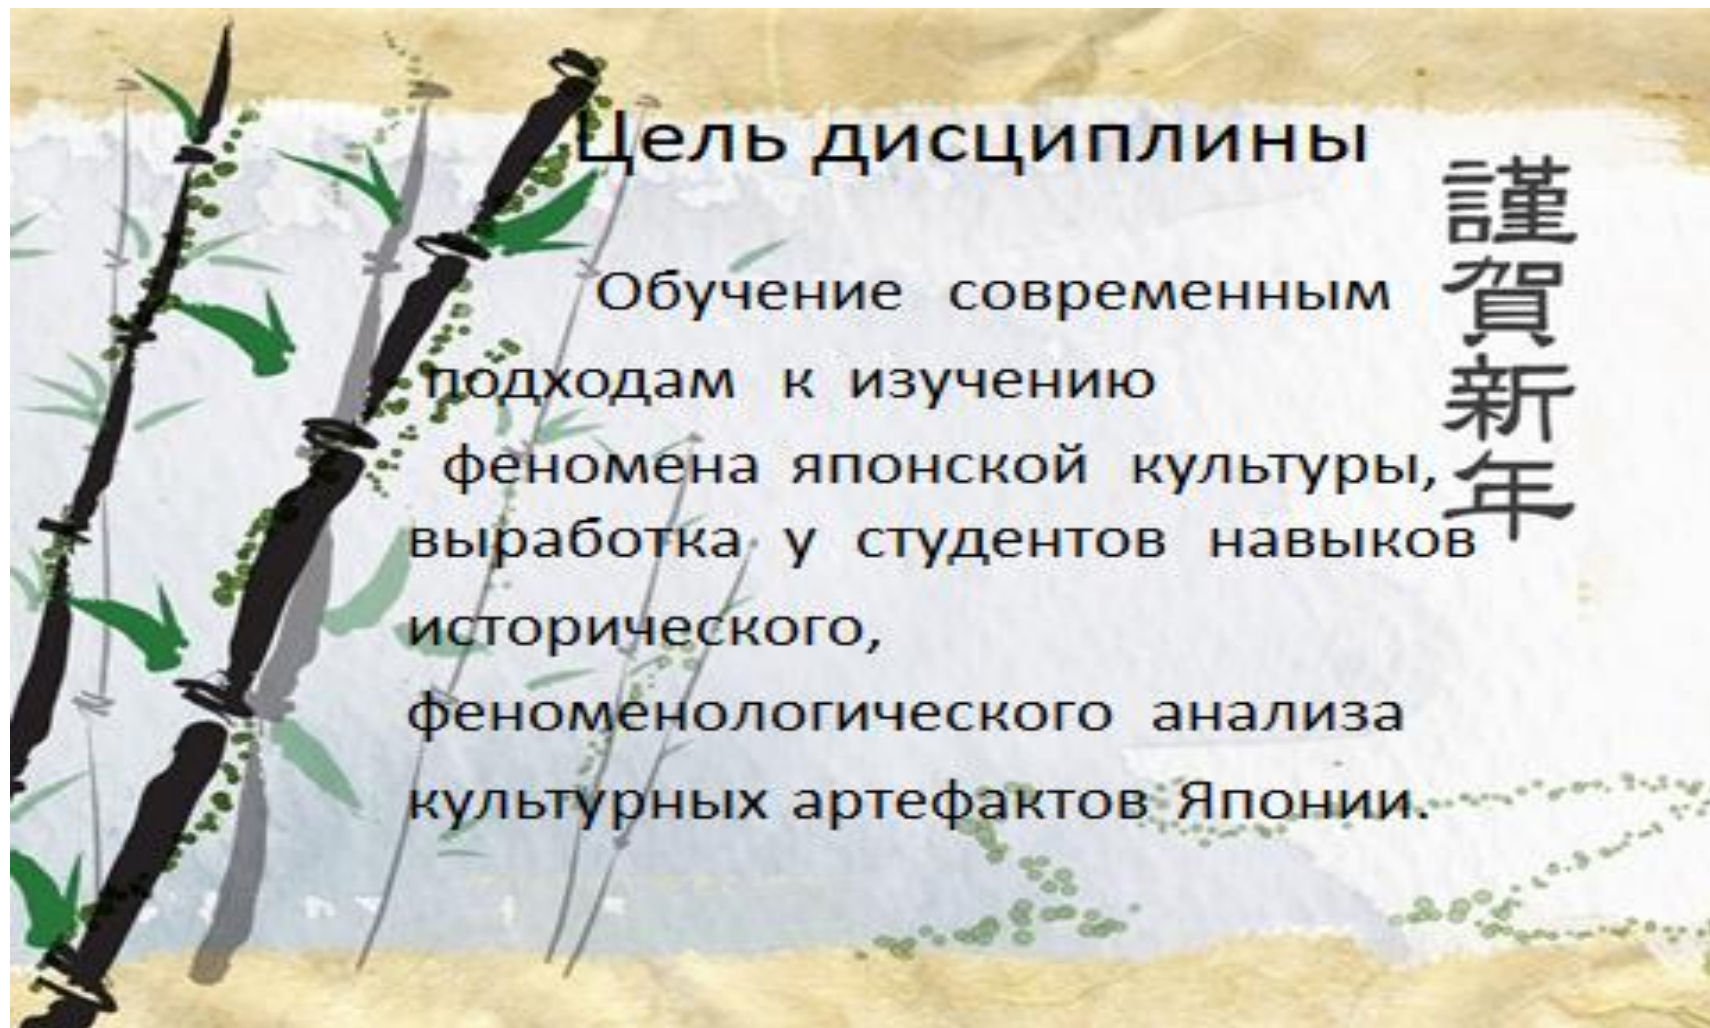 Цель дисциплины
Обучение современным
подходам к изучению
феномена японской культуры,
выработка у студентов навыков
исторического,
феноменологического анализа
культурных артефактов Японии.
謹賀新年